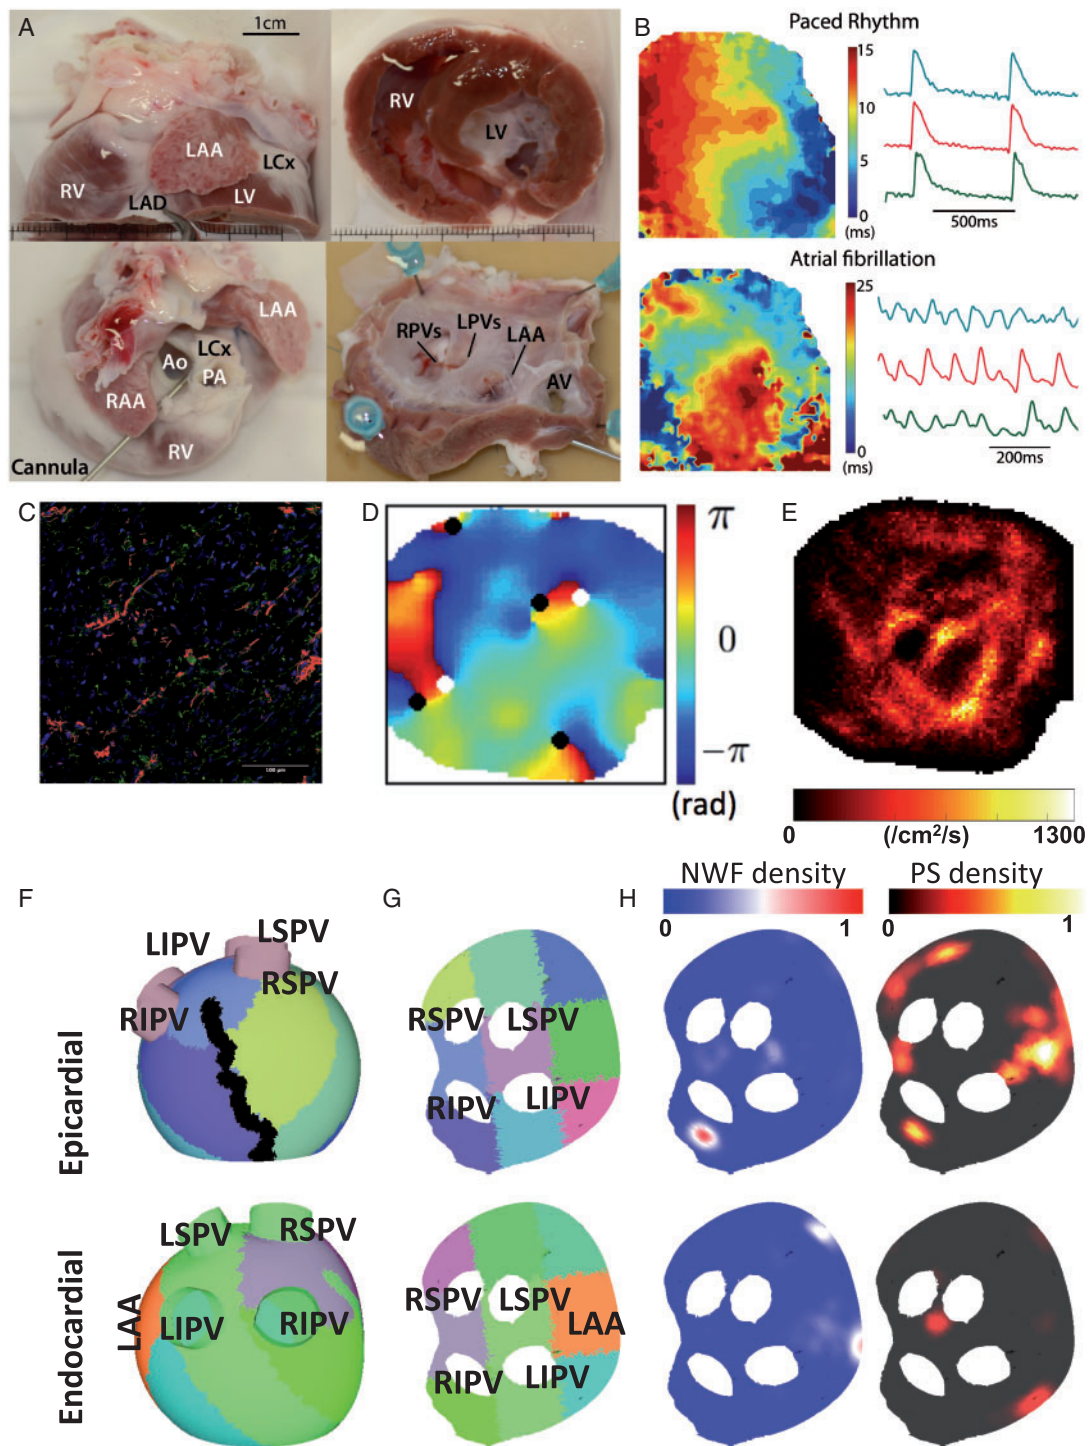 A
1cm
LAA
LCx
RV
LAD
LV
RV
LV
LAA
Ao
LCx
PA
RAA
RV
Cannula
RPVs
LPVs
LAA
AV
B
Paced Rhythm
15
10
5
0
(ms)
500ms
Atrial fibrillation
25
0
(ms)
200ms
C
100 µm
D
π
0
−π
(rad)
E
0
(/cm²/s)
1300
F
LIPV
LSPV
RSPV
RIPV
Epicardial
LSPV
RSPV
LAA
LIPV
RIPV
Endocardial
G
RSPV
LSPV
RIPV
LIPV
RSPV
LSPV
LAA
RIPV
LIPV
H
NWF density
0
1
PS density
0
1